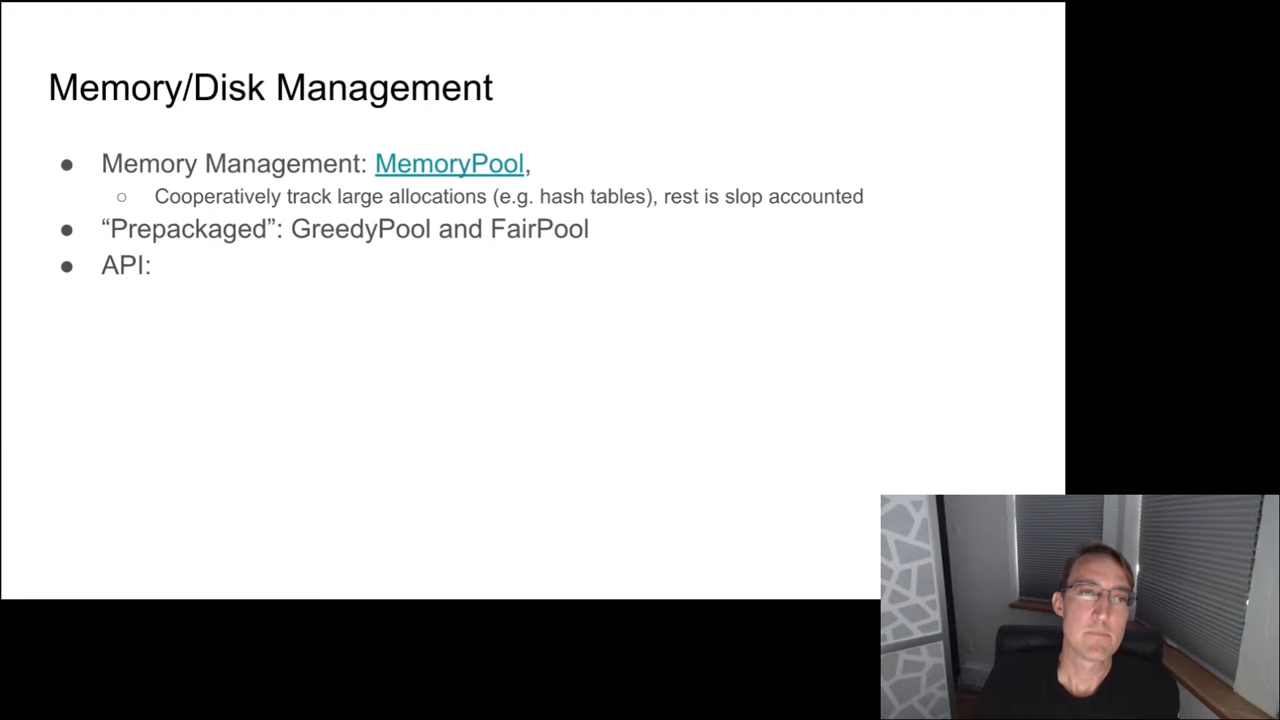 Memory/Disk Management
● Memory Management: MemoryPool,
○ Cooperatively track large allocations (e.g. hash tables), rest is slop accounted
● “Prepackaged”: GreedyPool and FairPool
● API: